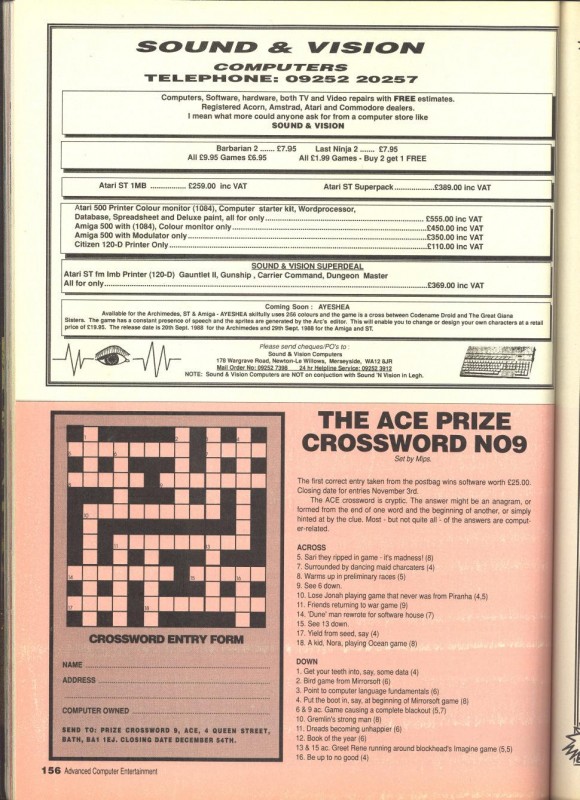 SOUND & VISION
COMPUTERS
TELEPHONE: 09252 20257
Computers, Software, hardware, both TV and Video repairs with FREE estimates.
Registered Acorn, Amstrad, Atari and Commodore dealers.
I mean what more could anyone ask for from a computer store like
SOUND & VISION
Barbarian 2 ....... £7.95 Last Ninja 2 ....... £7.95
All £9.95 Games £6.95 All £1.99 Games - Buy 2 get 1 FREE
Atari ST 1MB .................. £259.00 inc VAT Atari ST Superpack...................£389.00 inc VAT
Atari 500 Printer Colour monitor (1084), Computer starter kit, Wordprocessor,
Database, Spreadsheet and Deluxe paint, all for only............................................................ £555.00 inc VAT
Amiga 500 with (1084), Colour monitor only............................................................£450.00 inc VAT
Amiga 500 with Modulator only............................................................£350.00 inc VAT
Citizen 120-D Printer Only............................................................£110.00 inc VAT
SOUND & VISION SUPERDEAL
Atari ST fm Imb Printer (120-D) Gauntlet II, Gunship , Carrier Command, Dungeon Master
All for only............................................................£369.00 inc VAT
Coming Soon : AYESHEA
Available for the Archimedes, ST & Amiga - AYESHEA skilfully uses 266 colours and the game is a cross between Codename Droid and The Great Giana
Sisters. The game has a constant presence of speech and the sprites are generated by the Arc's editor. This will enable you to change or design your own characters at a retail
price of £19.95. The release date is 20th Sept. 1988 for the Archimedes and 29th Sept. 1988 for the Amiga and ST.
Please send cheques/PO's to :
Sound & Vision Computers
178 Wargrave Road, Newton-Le Willows, Merseyside, WA12 8JR
Mail Order No: 09252 7398 24 hr Helpline Service: 09252 3912
NOTE: Sound & Vision Computers are NOT on conjuction with Sound 'N Vision in Legh.
THE ACE PRIZE
CROSSWORD NO9
Set by Mips.
The first correct entry taken from the postbag wins software worth £25.00.
Closing date for entries November 3rd.
The ACE crossword is cryptic. The answer might be an anagram, or
formed from the end of one word and the beginning of another, or simply
hinted at by the clue. Most - but not quite all - of the answers are comput-
er-related.
ACROSS
5. Sari they ripped in game - it's madness! (8)
7. Surrounded by dancing maid charcaters (4)
8. Warms up in preliminary races (5)
9. See 6 down.
10. Lose Jonah playing game that never was from Piranha (4,5)
11. Friends returning to war game (9)
14. 'Dune' man rewrote for software house (7)
15. See 13 down.
17. Yield from seed, say (4)
18. A kid, Nora, playing Ocean game (8)
DOWN
1. Get your teeth into, say, some data (4)
2. Bird game from Mirrorsoft (6)
3. Point to computer language fundamentals (6)
4. Put the boot in, say, at beginning of Mirrorsoft game (8)
6 & 9 ac. Game causing a complete blackout (5,7)
10. Gremlin's strong man (8)
11. Dreads becoming unhappier (6)
12. Book of the year (6)
13 & 15 ac. Greet Rene running around blockhead's Imagine game (5,5)
16. Be up to no good (4)
CROSSWORD ENTRY FORM
NAME
ADDRESS
COMPUTER OWNED
SEND TO: PRIZE CROSSWORD 9, ACE, 4 QUEEN STREET,
BATH, BA1 1EJ. CLOSING DATE DECEMBER 54TH.
156 Advanced Computer Entertainment